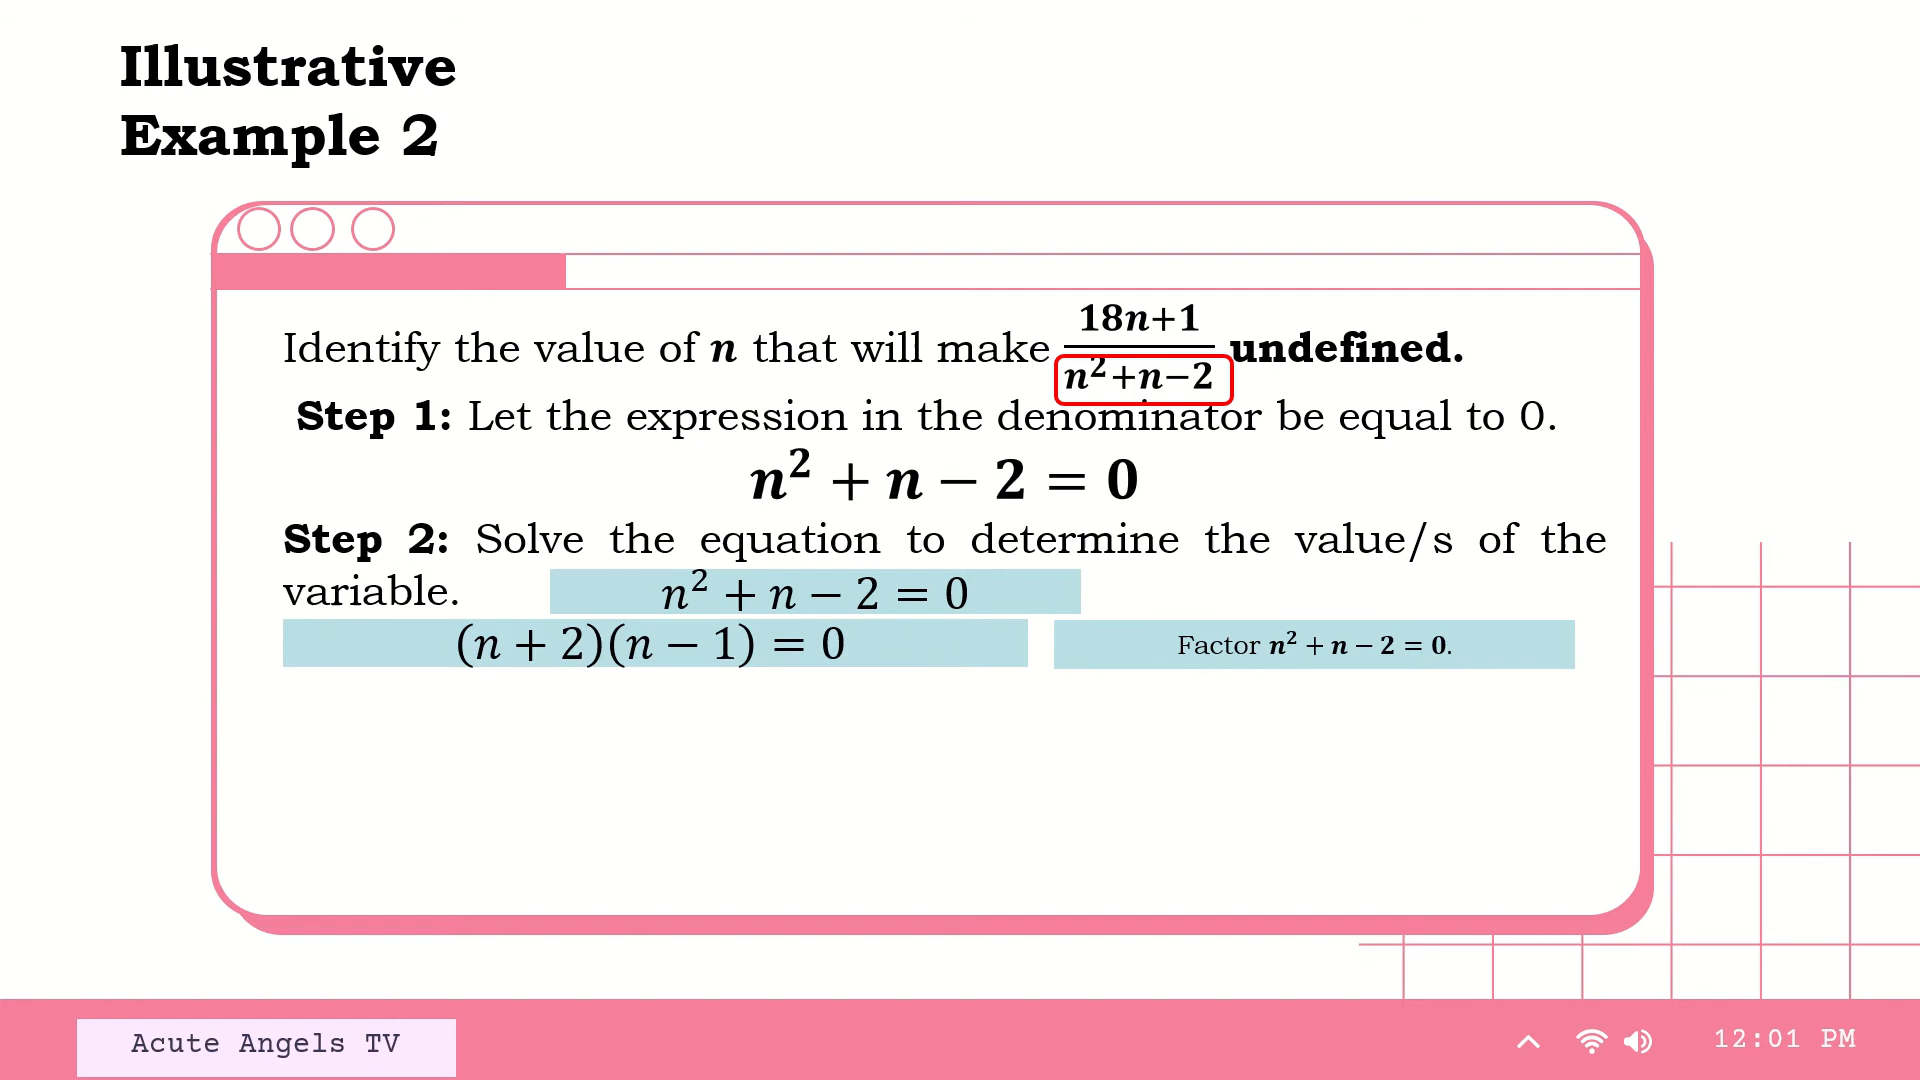 Illustrative
Example 2
Identify the value of n that will make (18n+1)/(n²+n−2) undefined.
Step 1: Let the expression in the denominator be equal to 0.
n² + n − 2 = 0
Step 2: Solve the equation to determine the value/s of the
variable.
n² + n − 2 = 0
(n + 2)(n − 1) = 0
Factor n² + n − 2 = 0.
Acute Angels TV
12:01 PM